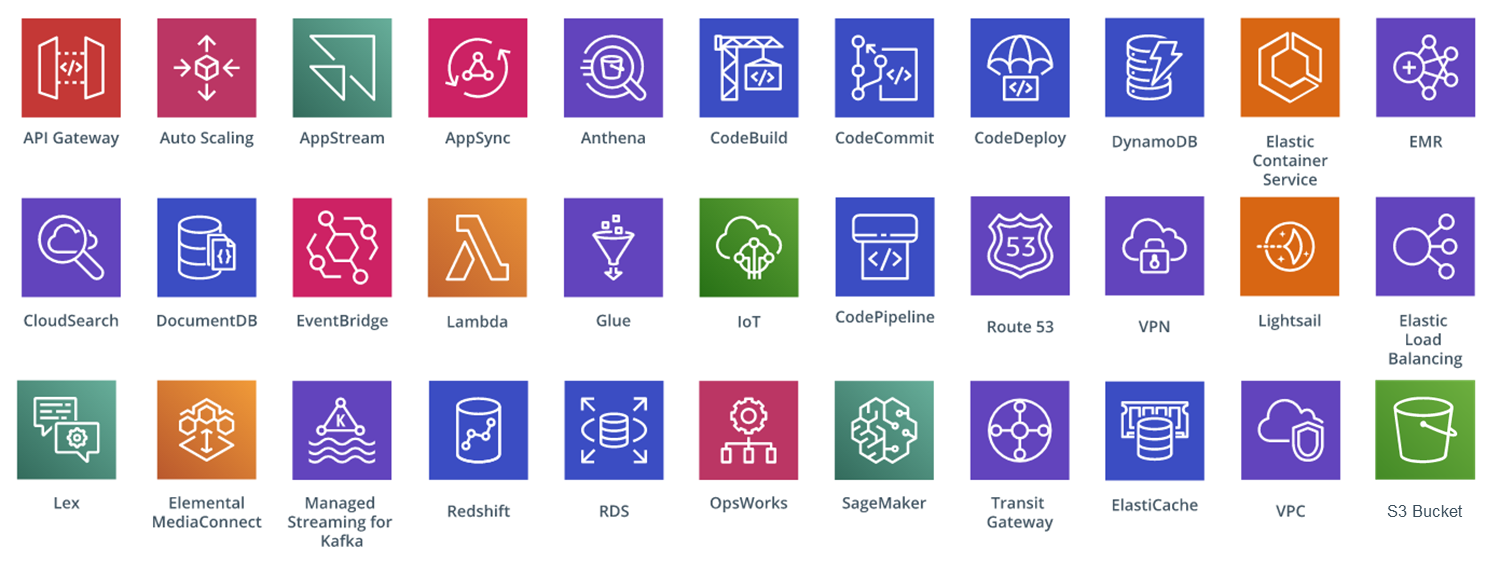 </>
</>
</>
</>
API Gateway
Auto Scaling
AppStream
AppSync
Anthena
CodeBuild
CodeCommit
CodeDeploy
DynamoDB
Elastic
Container
Service
EMR
{}
</>
53
CloudSearch
DocumentDB
EventBridge
Lambda
Glue
IoT
CodePipeline
Route 53
VPN
Lightsail
Elastic
Load
Balancing
K
Lex
Elemental
MediaConnect
Managed
Streaming for
Kafka
Redshift
RDS
OpsWorks
SageMaker
Transit
Gateway
ElastiCache
VPC
S3 Bucket